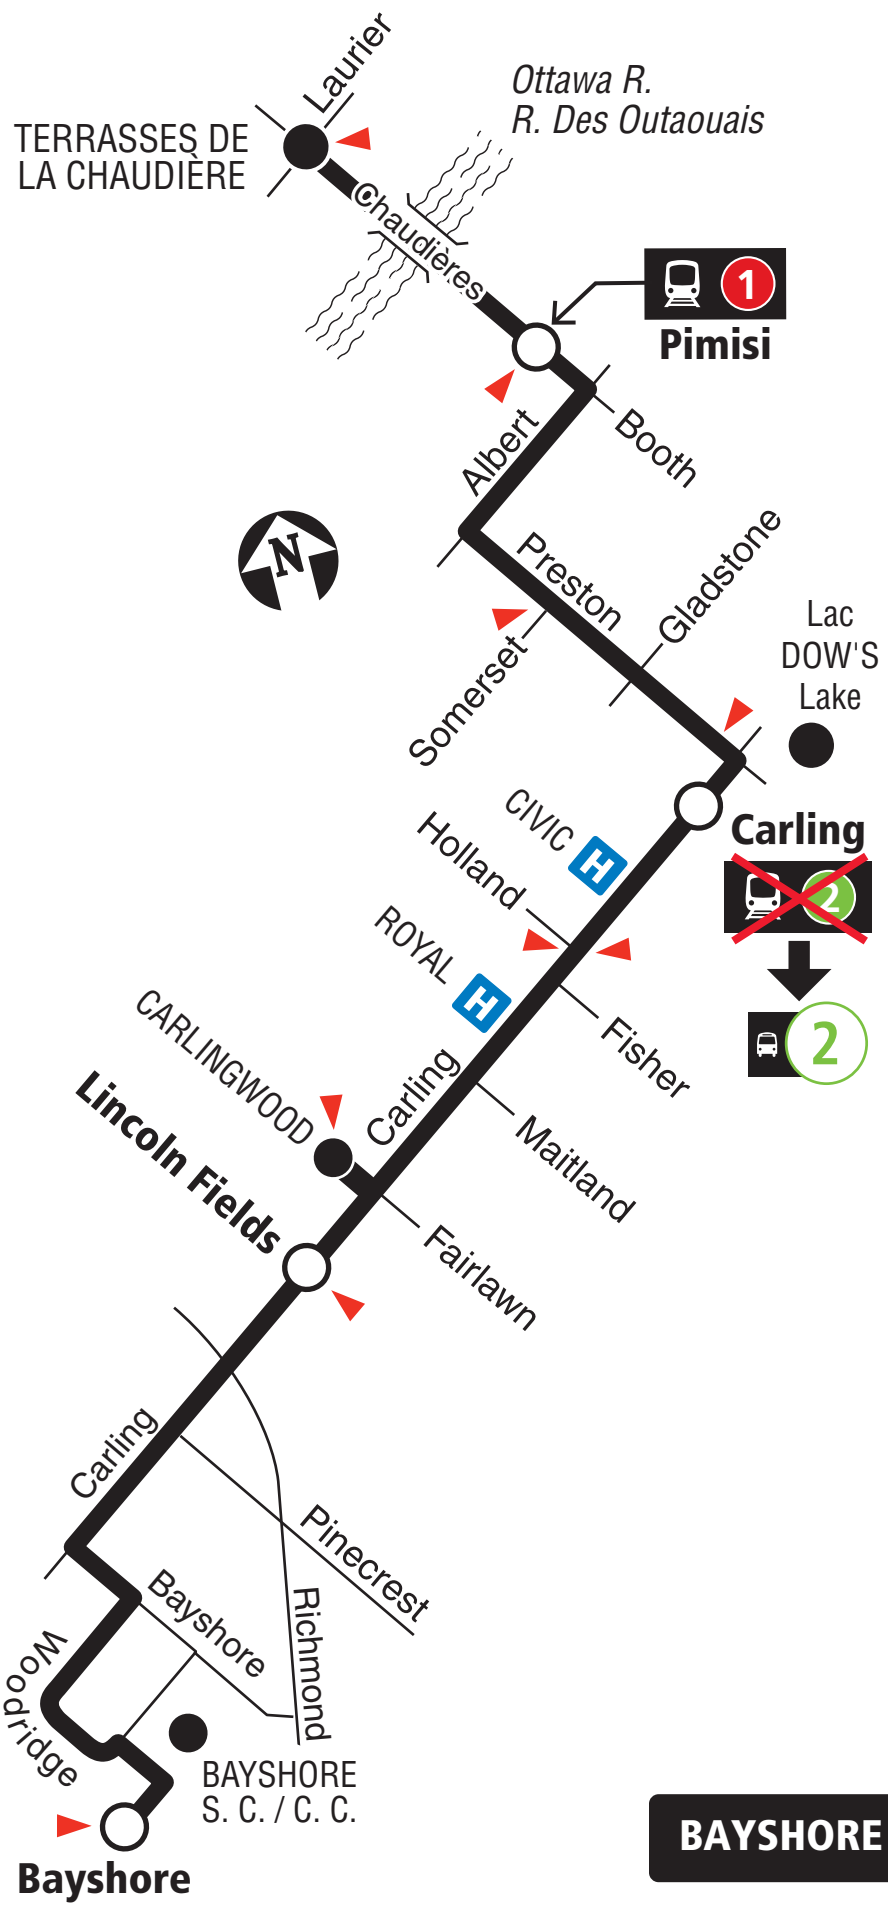 Laurier
Ottawa R.
R. Des Outaouais
TERRASSES DE
LA CHAUDIÈRE
Chaudières
1
Pimisi
Albert
Booth
N
Preston
Gladstone
Somerset
Lac
DOW'S
Lake
CIVIC
H
Holland
Carling
2
ROYAL
H
2
Fisher
CARLINGWOOD
Carling
Maitland
Lincoln Fields
Fairlawn
Carling
Pinecrest
Bayshore
Richmond
Woodridge
BAYSHORE
S. C. / C. C.
Bayshore
BAYSHORE